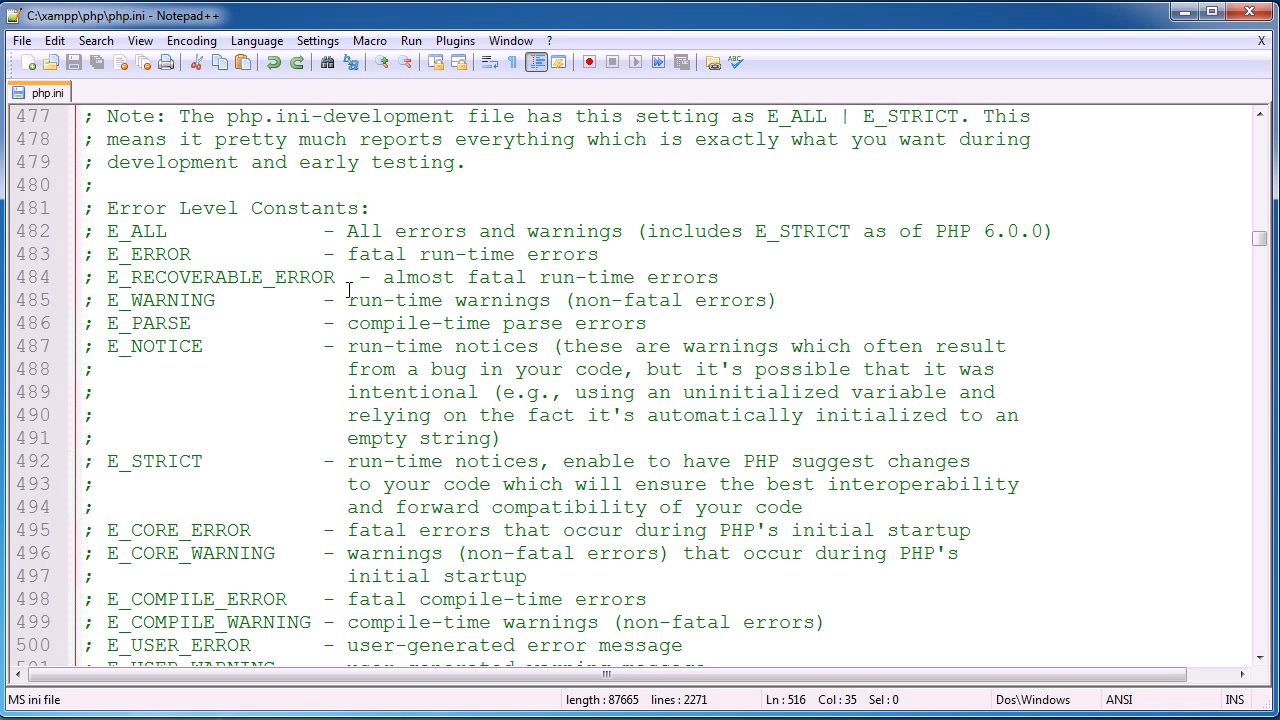 C:\xampp\php\php.ini - Notepad++
File Edit Search View Encoding Language Settings Macro Run Plugins Window ? X
php.ini
477 ; Note: The php.ini-development file has this setting as E_ALL | E_STRICT. This
478 ; means it pretty much reports everything which is exactly what you want during
479 ; development and early testing.
480 ;
481 ; Error Level Constants:
482 ; E_ALL - All errors and warnings (includes E_STRICT as of PHP 6.0.0)
483 ; E_ERROR - fatal run-time errors
484 ; E_RECOVERABLE_ERROR - almost fatal run-time errors
485 ; E_WARNING - run-time warnings (non-fatal errors)
486 ; E_PARSE - compile-time parse errors
487 ; E_NOTICE - run-time notices (these are warnings which often result
488 ; from a bug in your code, but it's possible that it was
489 ; intentional (e.g., using an uninitialized variable and
490 ; relying on the fact it's automatically initialized to an
491 ; empty string)
492 ; E_STRICT - run-time notices, enable to have PHP suggest changes
493 ; to your code which will ensure the best interoperability
494 ; and forward compatibility of your code
495 ; E_CORE_ERROR - fatal errors that occur during PHP's initial startup
496 ; E_CORE_WARNING - warnings (non-fatal errors) that occur during PHP's
497 ; initial startup
498 ; E_COMPILE_ERROR - fatal compile-time errors
499 ; E_COMPILE_WARNING - compile-time warnings (non-fatal errors)
500 ; E_USER_ERROR - user-generated error message
501 ; E_USER_WARNING - user-generated warning message
MS ini file length : 87665 lines : 2271 Ln : 516 Col : 35 Sel : 0 Dos\Windows ANSI INS